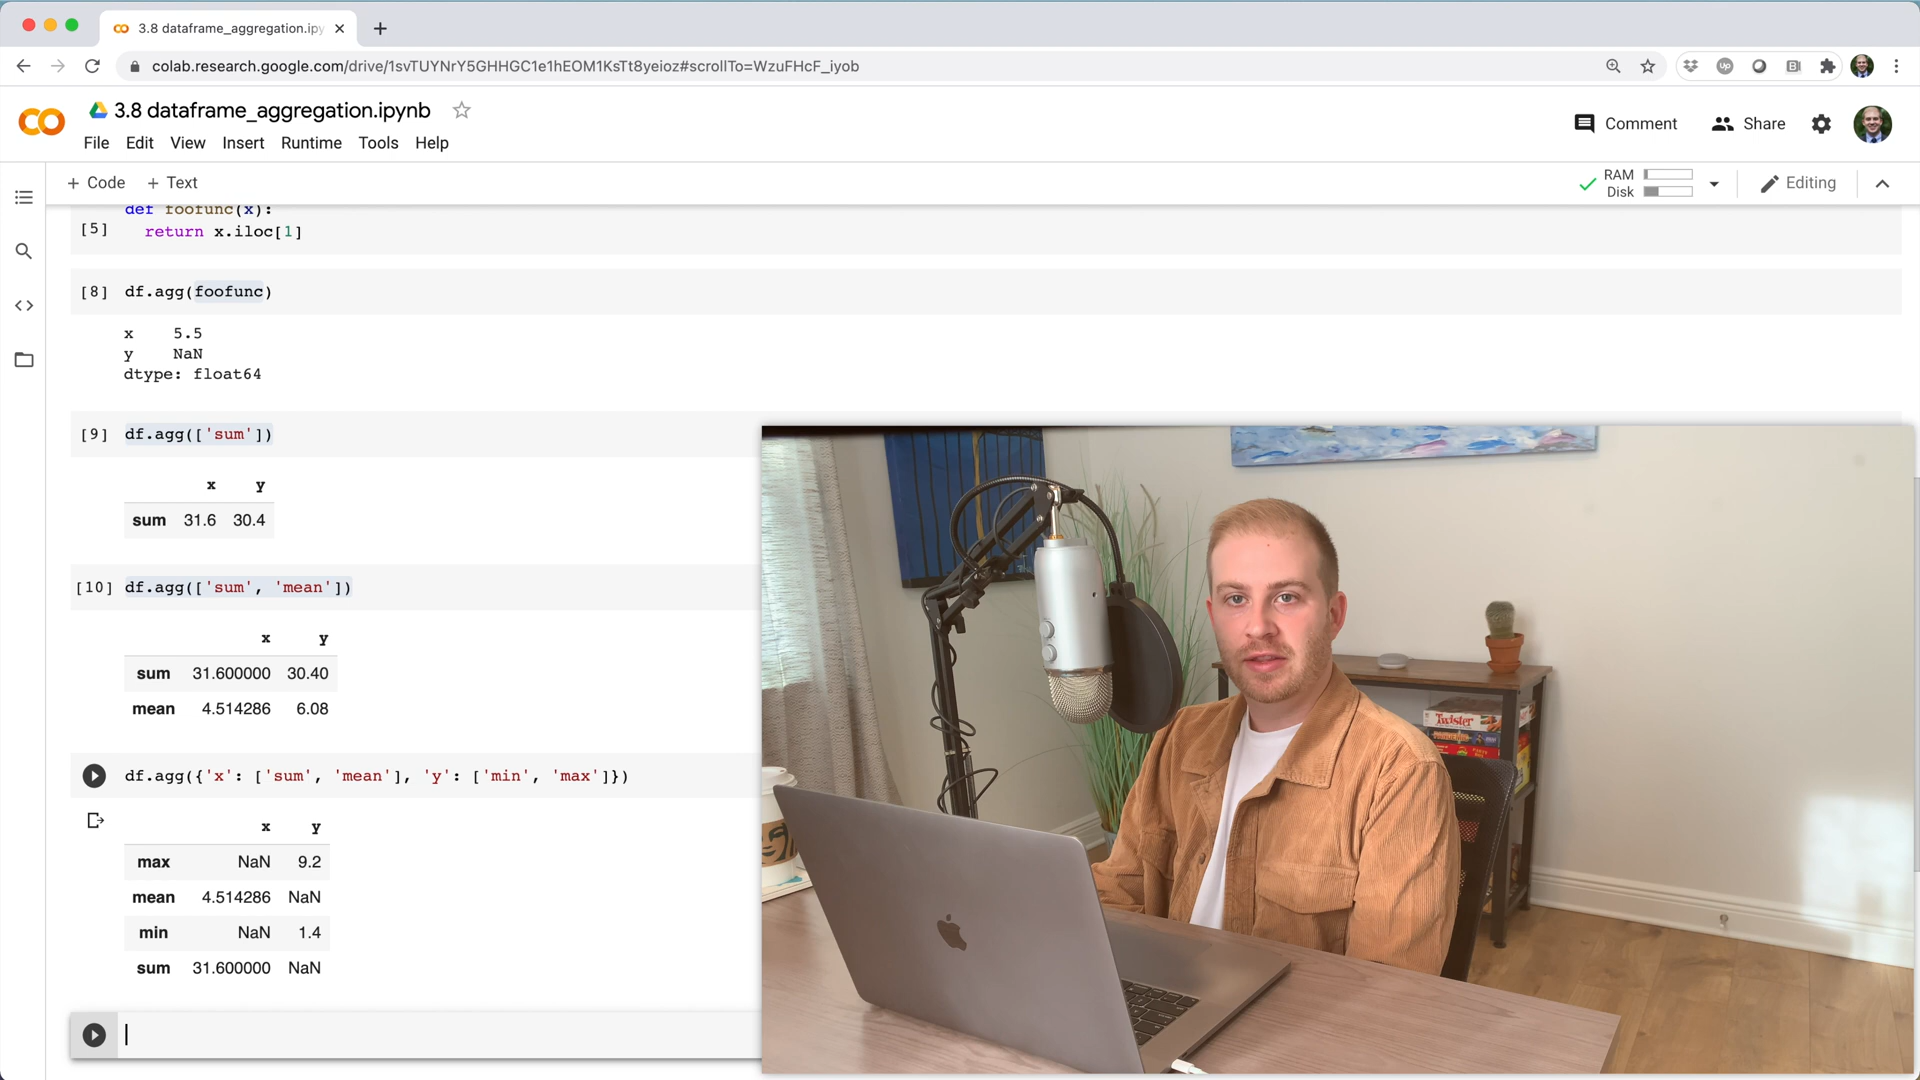 3.8 dataframe_aggregation.ipy
colab.research.google.com/drive/1svTUYNrY5GHHGC1e1hEOM1KsTt8yeioz#scrollTo=WzuFHcF_iyob
3.8 dataframe_aggregation.ipynb
Comment
Share
File Edit View Insert Runtime Tools Help
+ Code + Text
RAM
Disk
Editing
def foofunc(x):
[5] return x.iloc[1]
[8] df.agg(foofunc)
x 5.5
y NaN
dtype: float64
[9] df.agg(['sum'])
x y
sum 31.6 30.4
[10] df.agg(['sum', 'mean'])
x y
sum 31.600000 30.40
mean 4.514286 6.08
df.agg({'x': ['sum', 'mean'], 'y': ['min', 'max']})
x y
max NaN 9.2
mean 4.514286 NaN
min NaN 1.4
sum 31.600000 NaN
Twister